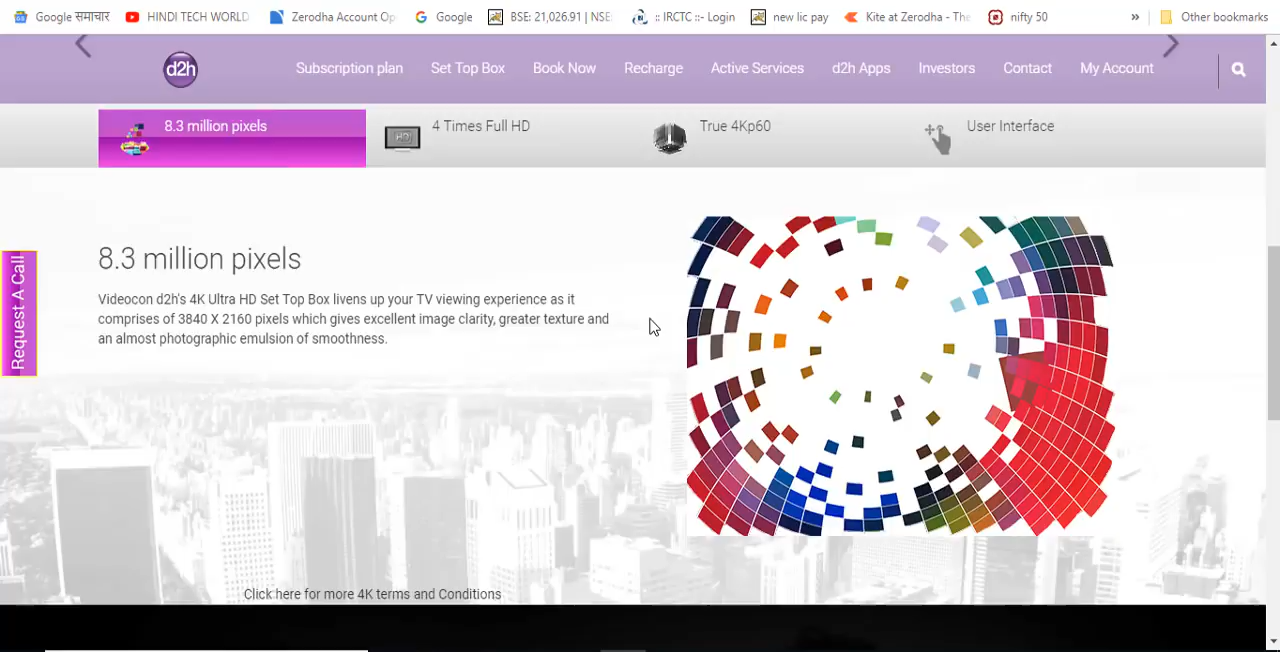 Google समाचार HINDI TECH WORLD Zerodha Account Op Google BSE: 21,026.91 | NSE :: IRCTC ::- Login new lic pay Kite at Zerodha - The nifty 50 » Other bookmarks
d2h Subscription plan Set Top Box Book Now Recharge Active Services d2h Apps Investors Contact My Account
8.3 million pixels HD 4 Times Full HD True 4Kp60 User Interface
8.3 million pixels
Request A Call
Videocon d2h's 4K Ultra HD Set Top Box livens up your TV viewing experience as it
comprises of 3840 X 2160 pixels which gives excellent image clarity, greater texture and
an almost photographic emulsion of smoothness.
Click here for more 4K terms and Conditions